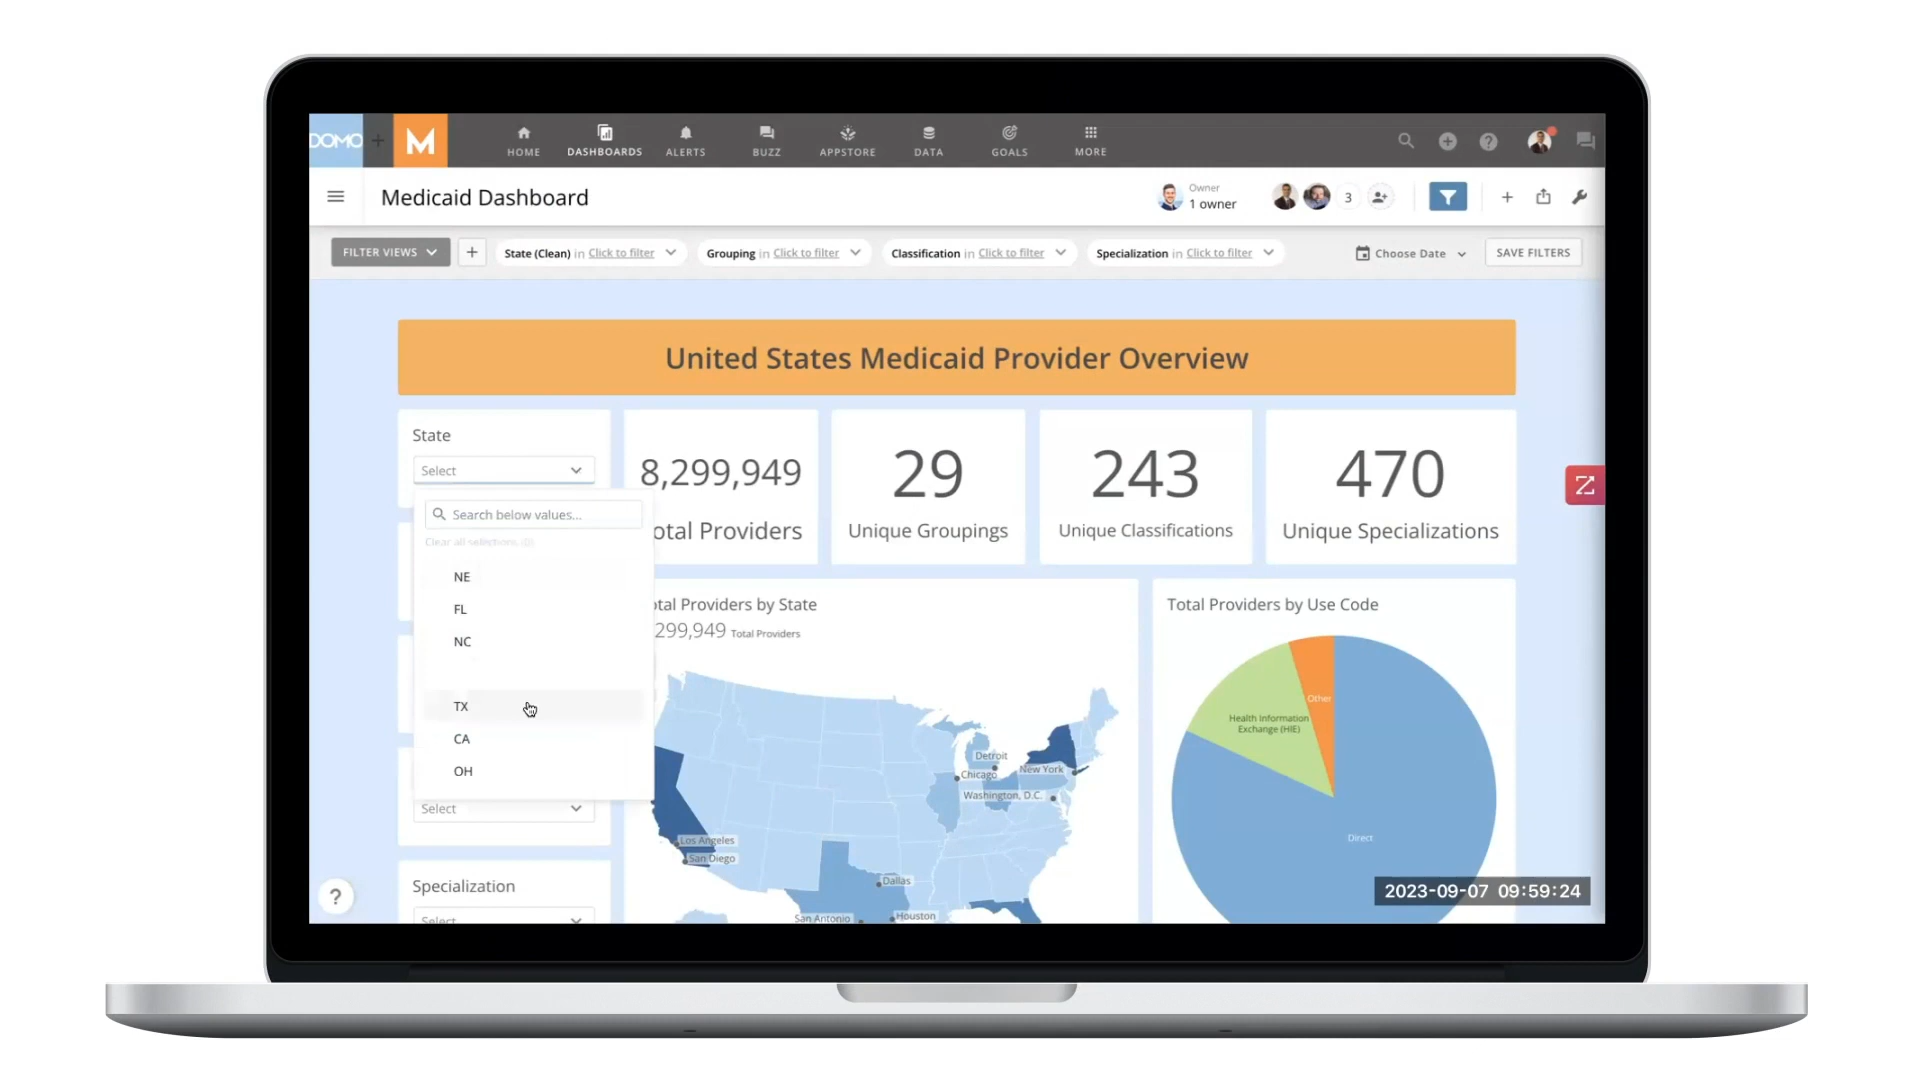 DOMO
M
HOME
DASHBOARDS
ALERTS
BUZZ
APPSTORE
DATA
GOALS
MORE
Medicaid Dashboard
Owner
1 owner
3
FILTER VIEWS
State (Clean) in Click to filter
Grouping in Click to filter
Classification in Click to filter
Specialization in Click to filter
Choose Date
SAVE FILTERS
United States Medicaid Provider Overview
State
Select
Search below values...
Clear all selections (0)
NE
FL
NC
TX
CA
OH
Select
Specialization
Select
8,299,949
otal Providers
29
Unique Groupings
243
Unique Classifications
470
Unique Specializations
tal Providers by State
299,949 Total Providers
Detroit
Chicago
New York
Washington, D.C.
Los Angeles
San Diego
Dallas
San Antonio
Houston
Total Providers by Use Code
Other
Health Information
Exchange (HIE)
Direct
2023-09-07 09:59:24